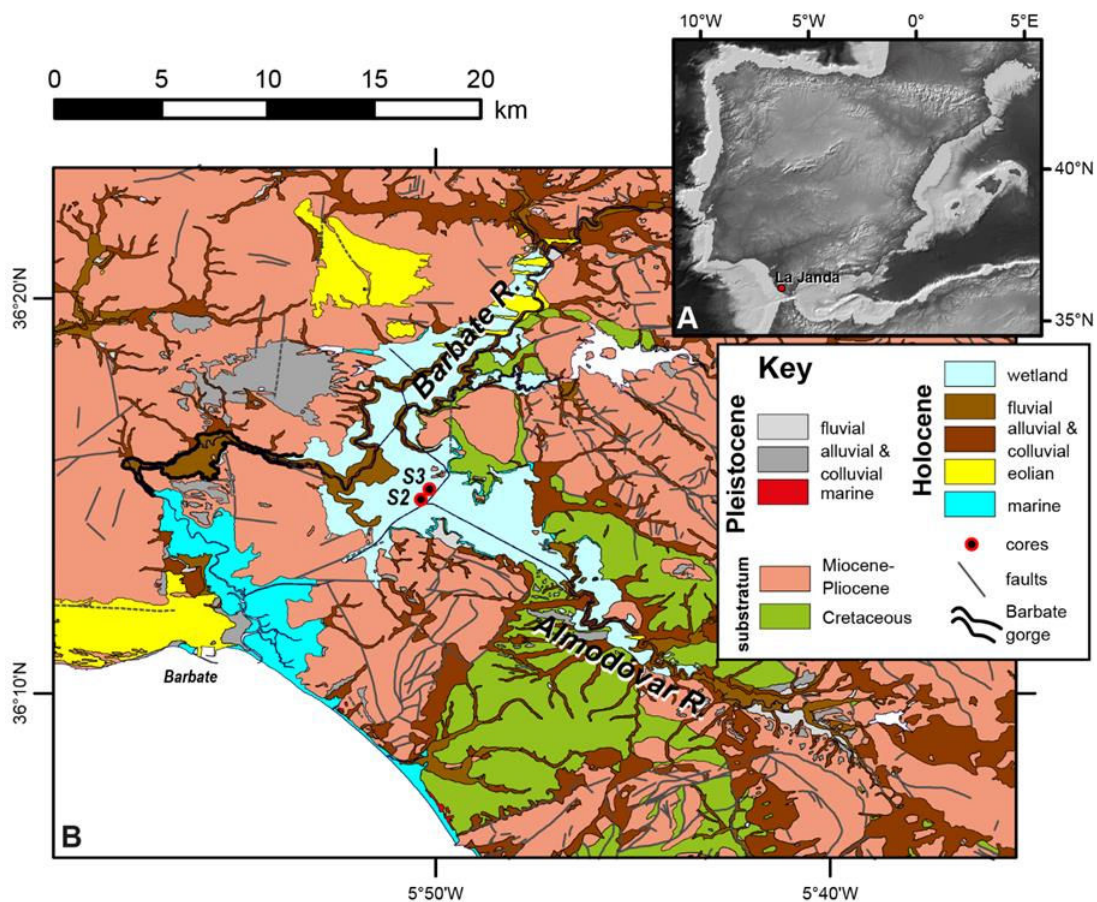 10°W 5°W 0° 5°E
0 5 10 15 20
km
40°N
35°N
La Janda
A
36°20'N
36°10'N
Barbate R.
S3
S2
Almodóvar R.
Barbate
B
5°50'W 5°40'W
Key
Pleistocene
fluvial
alluvial &
colluvial
marine
substratum
Miocene-
Pliocene
Cretaceous
Holocene
wetland
fluvial
alluvial &
colluvial
eolian
marine
cores
faults
Barbate
gorge